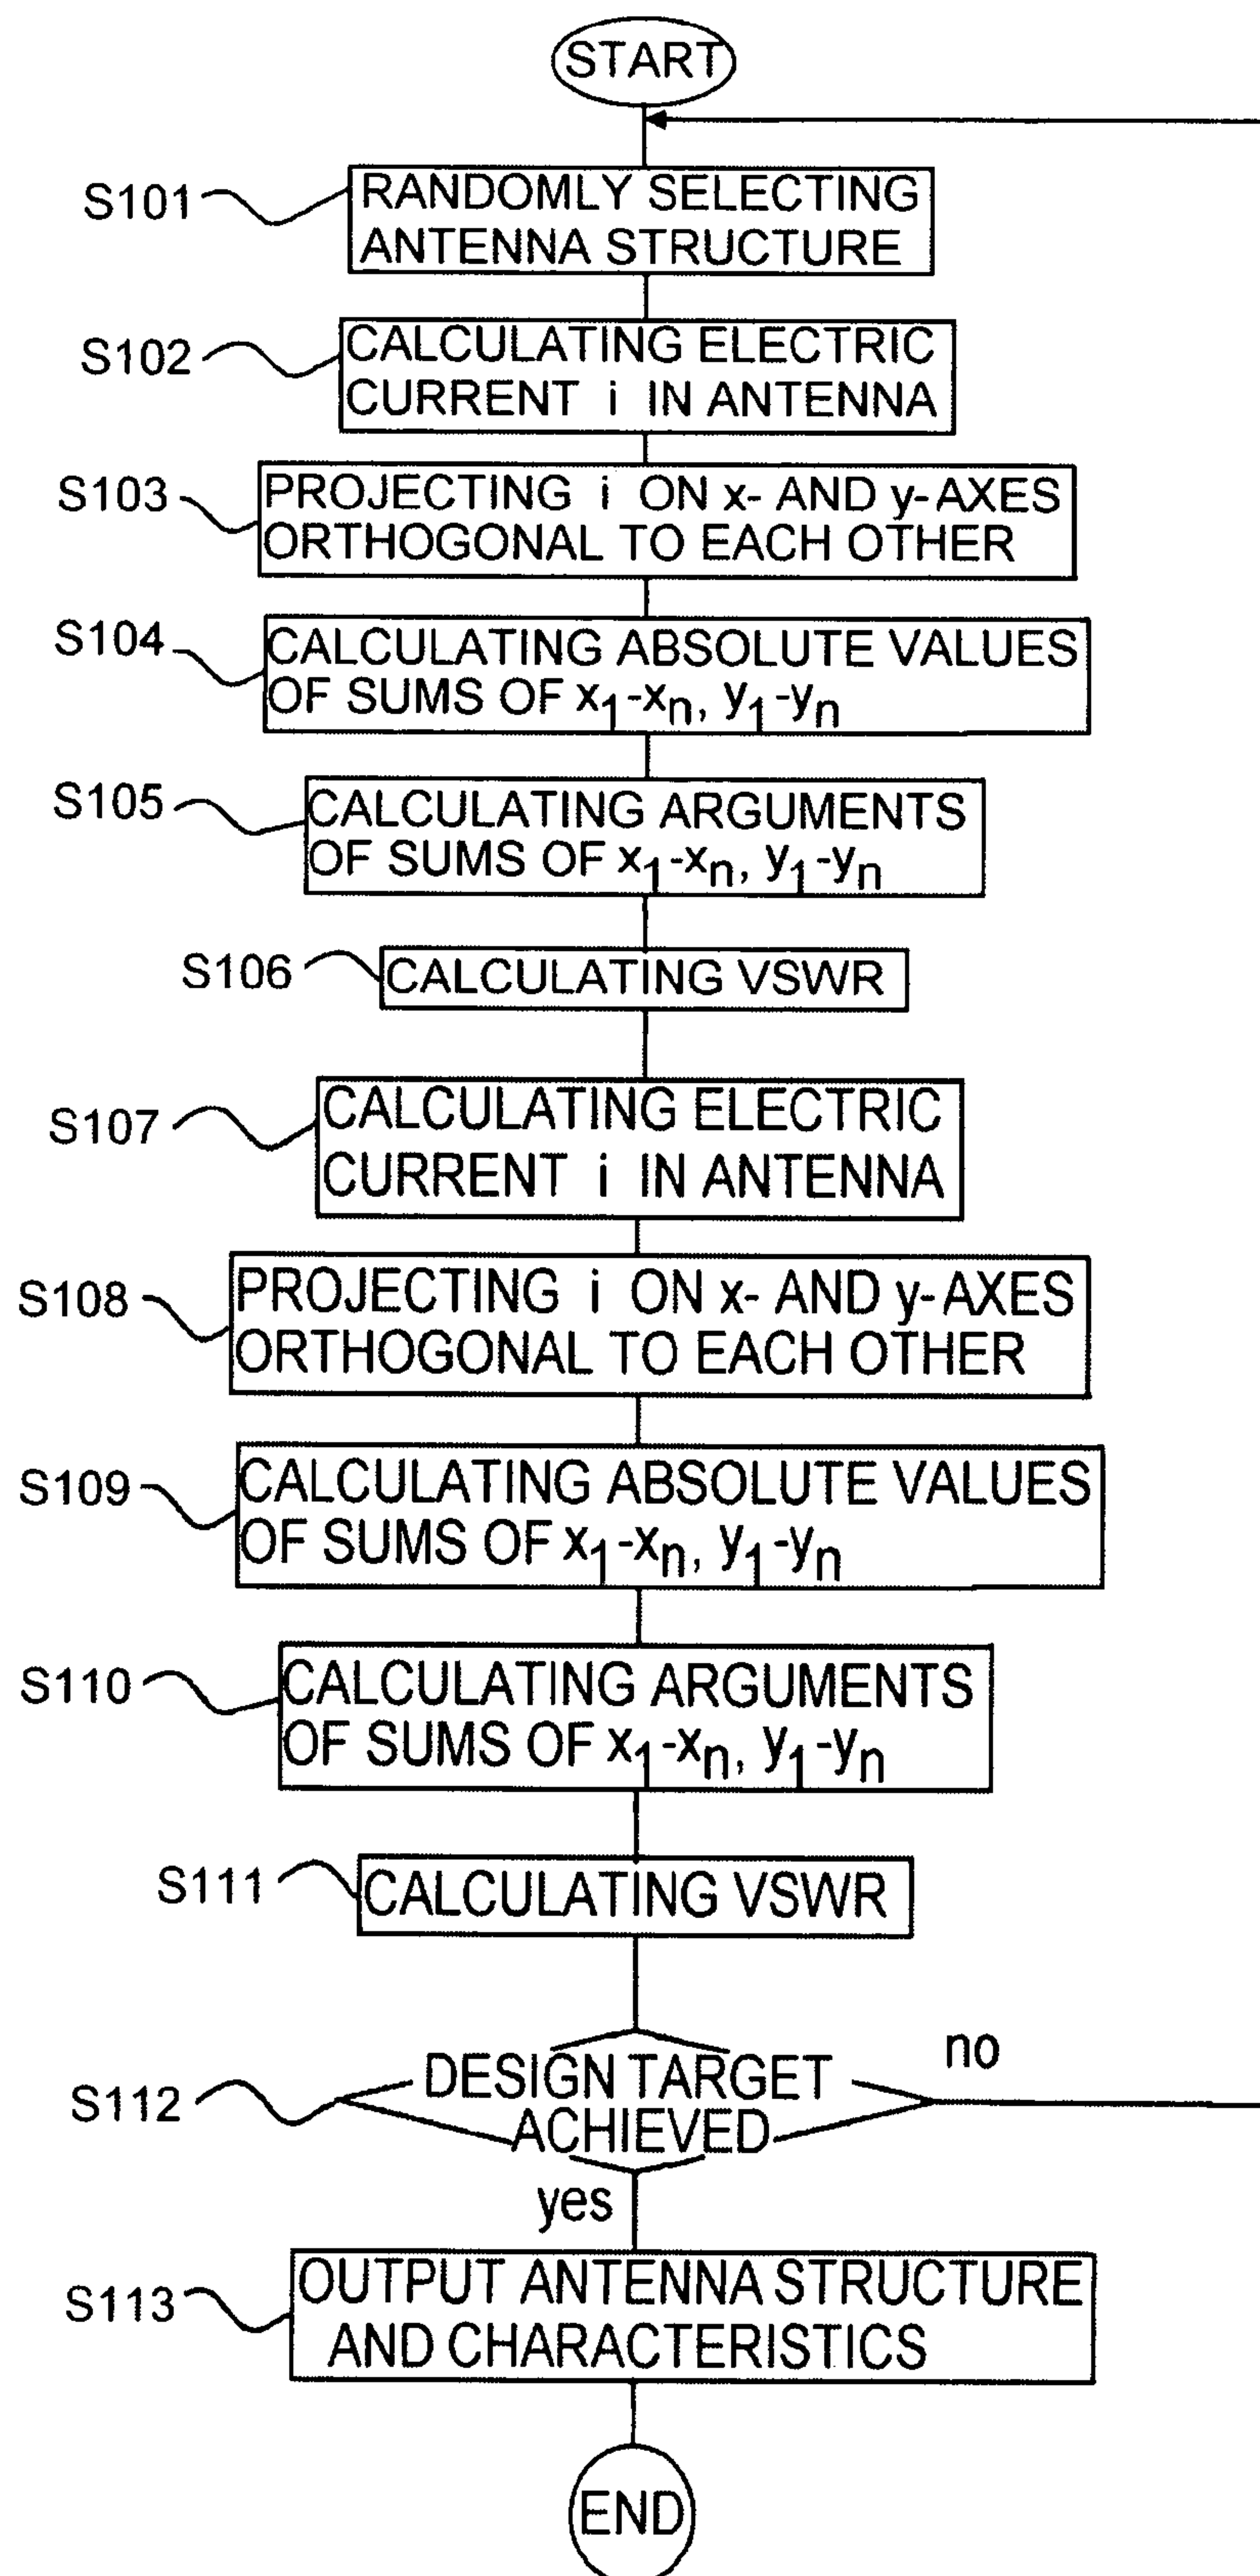 START
S101
RANDOMLY SELECTING
ANTENNA STRUCTURE
S102
CALCULATING ELECTRIC
CURRENT i IN ANTENNA
S103
PROJECTING i ON x- AND y-AXES
ORTHOGONAL TO EACH OTHER
S104
CALCULATING ABSOLUTE VALUES
OF SUMS OF x1-xn, y1-yn
S105
CALCULATING ARGUMENTS
OF SUMS OF x1-xn, y1-yn
S106
CALCULATING VSWR
S107
CALCULATING ELECTRIC
CURRENT i IN ANTENNA
S108
PROJECTING i ON x- AND y-AXES
ORTHOGONAL TO EACH OTHER
S109
CALCULATING ABSOLUTE VALUES
OF SUMS OF x1-xn, y1-yn
S110
CALCULATING ARGUMENTS
OF SUMS OF x1-xn, y1-yn
S111
CALCULATING VSWR
S112
DESIGN TARGET
ACHIEVED
no
yes
S113
OUTPUT ANTENNA STRUCTURE
AND CHARACTERISTICS
END